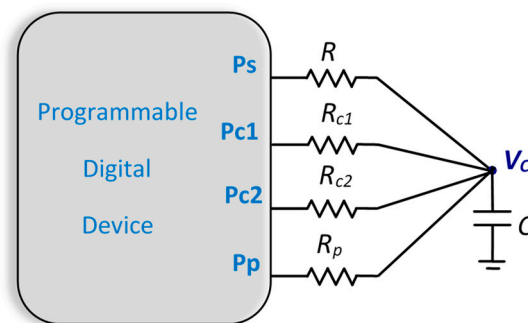 Ps
R
Programmable
Pc1
Rc1
Digital
Vc
Pc2
Rc2
Device
Pp
Rp